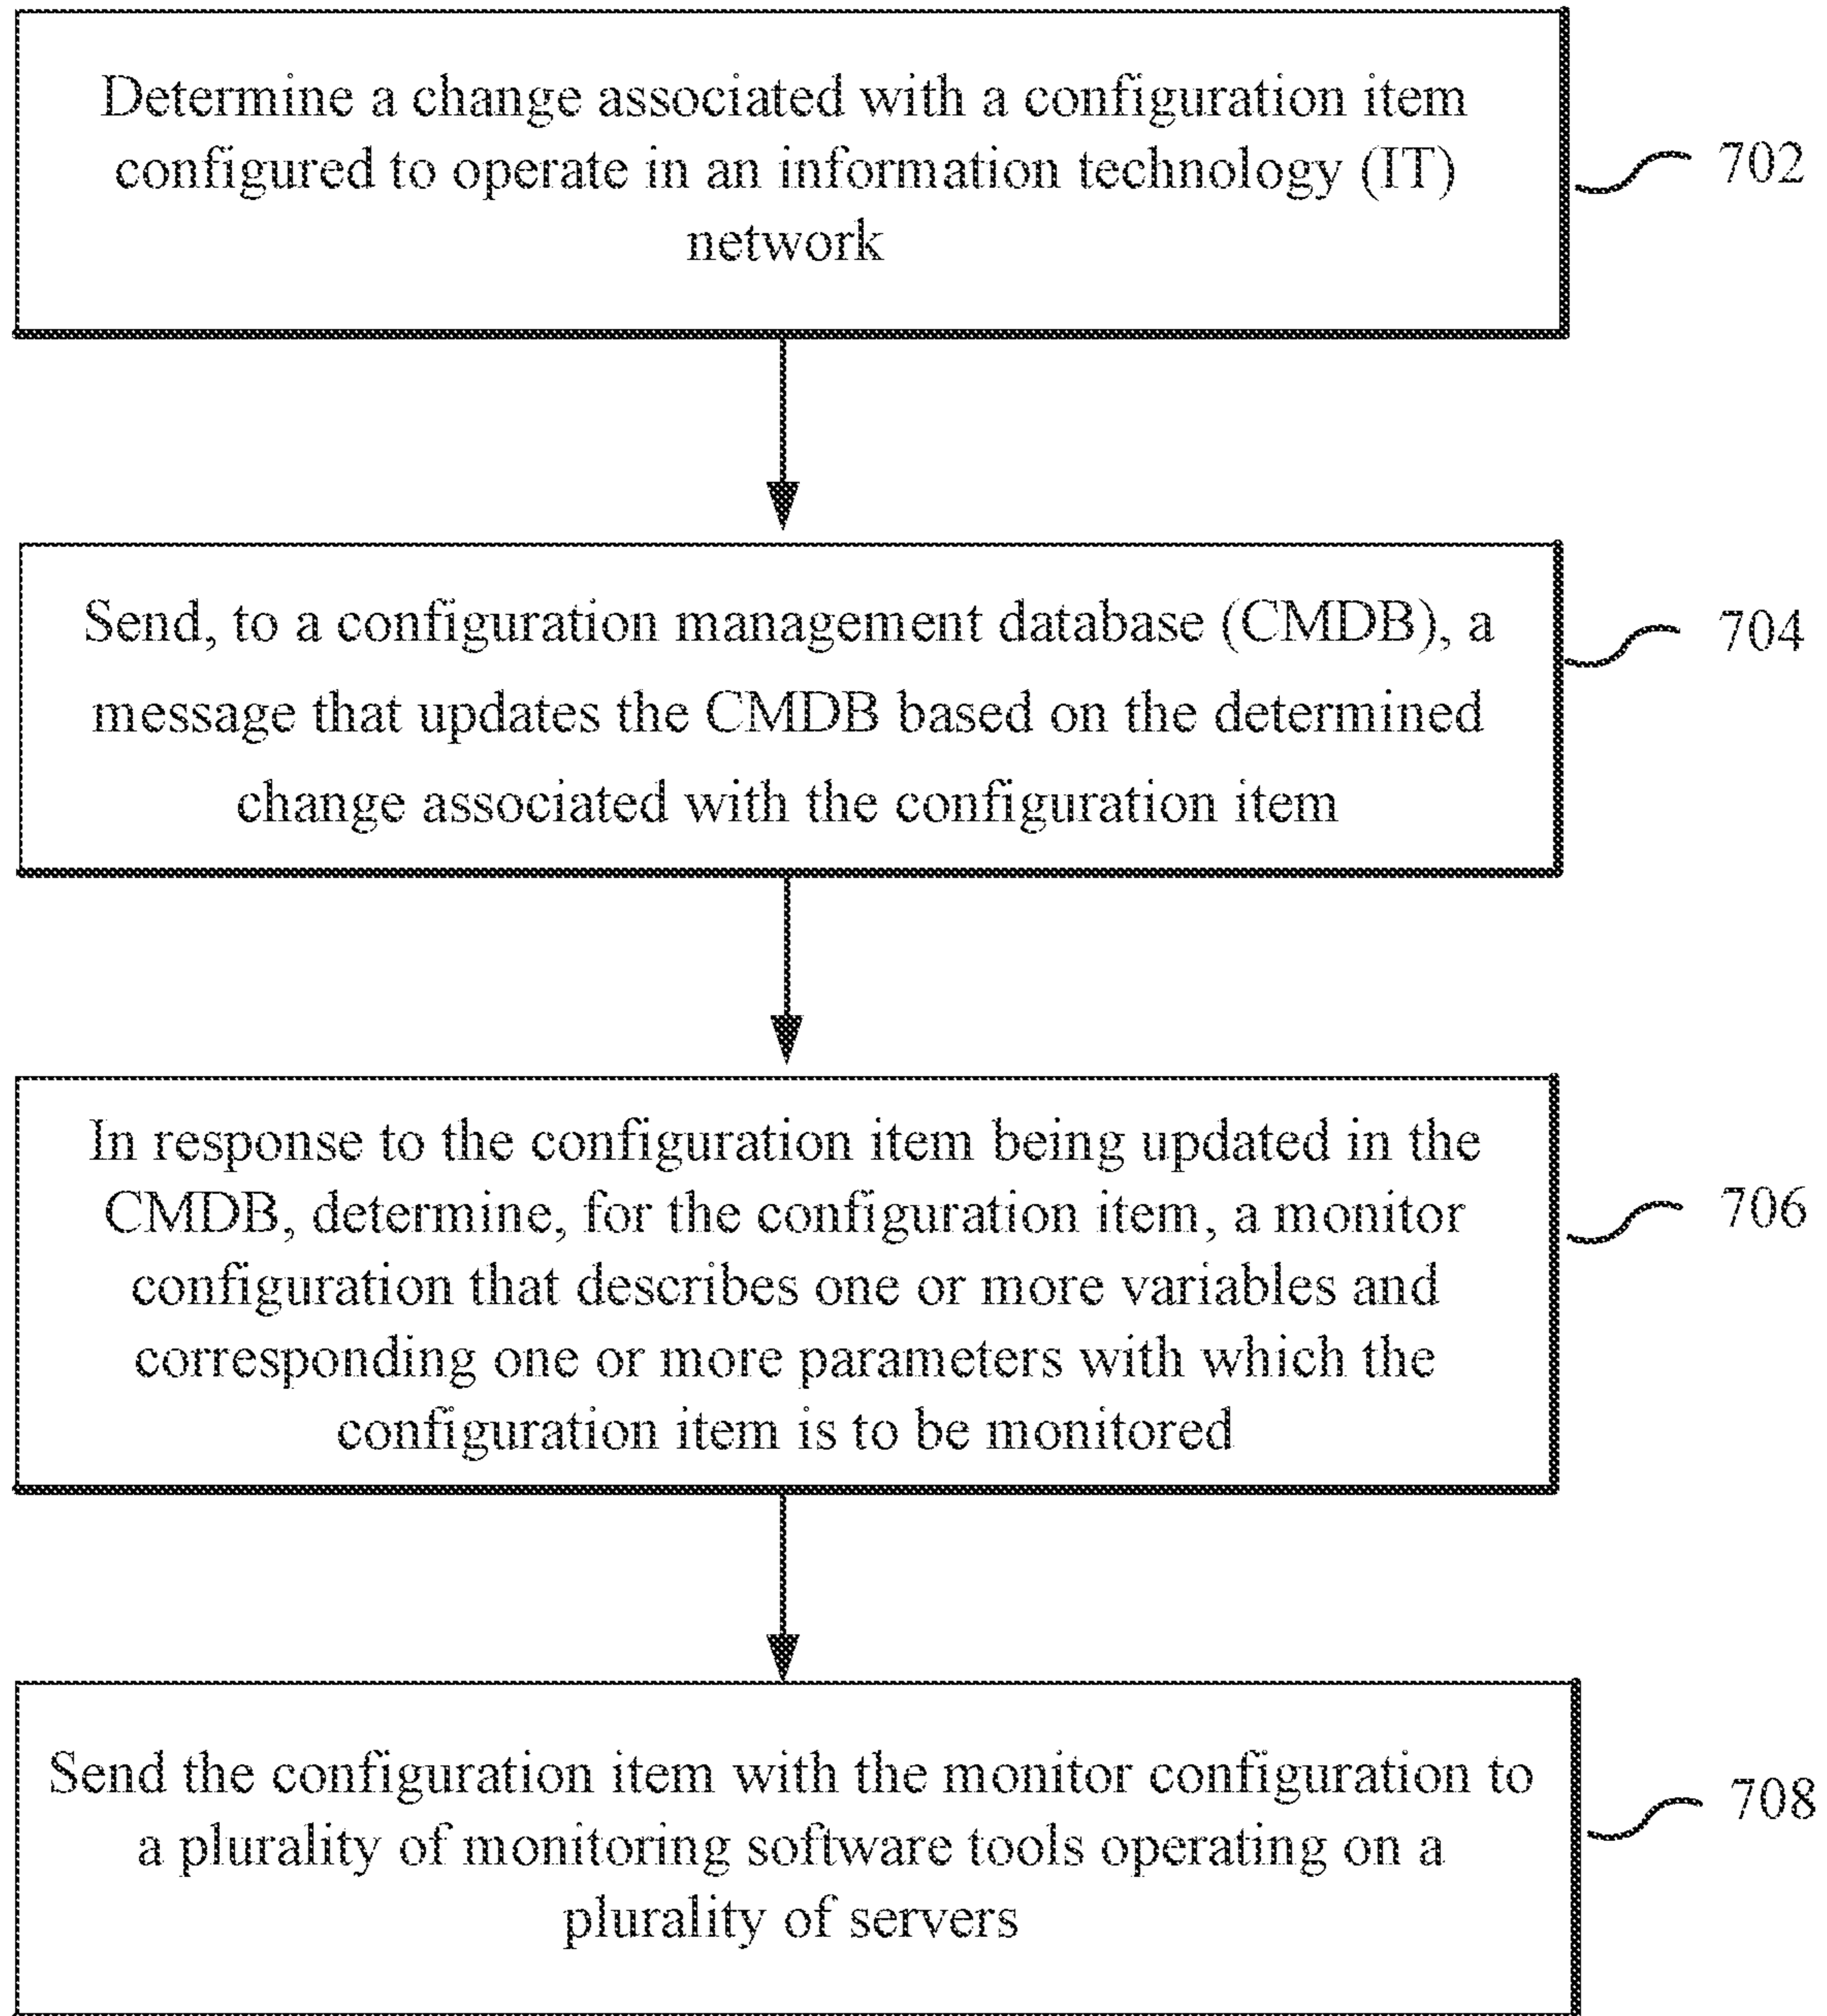 Determine a change associated with a configuration item
configured to operate in an information technology (IT)
network
702
Send, to a configuration management database (CMDB), a
message that updates the CMDB based on the determined
change associated with the configuration item
704
In response to the configuration item being updated in the
CMDB, determine, for the configuration item, a monitor
configuration that describes one or more variables and
corresponding one or more parameters with which the
configuration item is to be monitored
706
Send the configuration item with the monitor configuration to
a plurality of monitoring software tools operating on a
plurality of servers
708